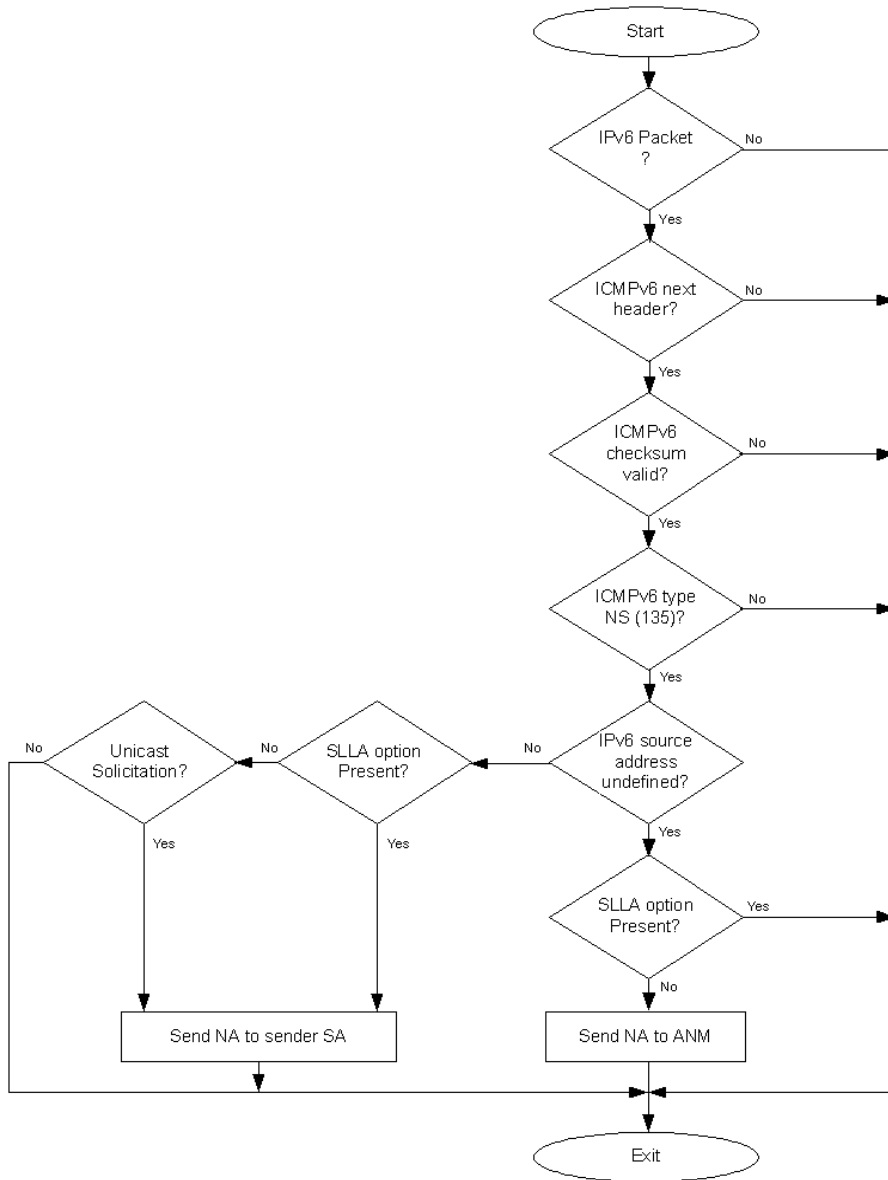 Start
IPv6 Packet
?
No
Yes
ICMPv6 next
header?
No
Yes
ICMPv6
checksum
valid?
No
Yes
ICMPv6 type
NS (135)?
No
Yes
IPv6 source
address
undefined?
No
Yes
SLLA option
Present?
No
Yes
Unicast
Solicitation?
No
Yes
SLLA option
Present?
Yes
No
Send NA to sender SA
Send NA to ANM
Exit